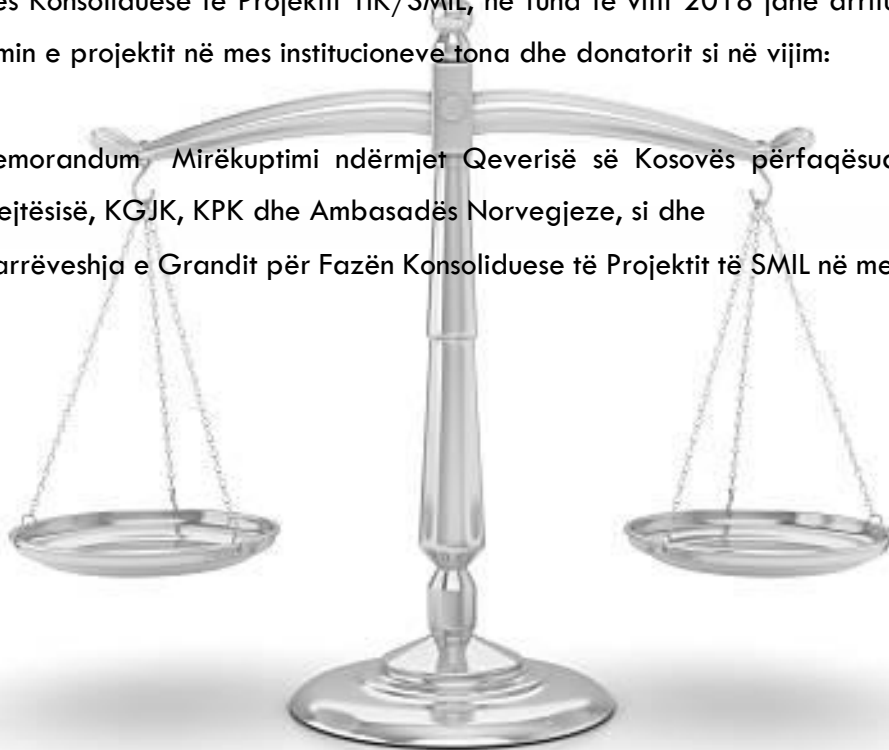 es Konsoliduese të Projektit TIK/SMIL, në fund të vitit 2018 janë arritu
min e projektit në mes institucioneve tona dhe donatorit si në vijim:
emorandum Mirëkuptimi ndërmjet Qeverisë së Kosovës përfaqësua
ejtësisë, KGJK, KPK dhe Ambasadës Norvegjeze, si dhe
arrëveshja e Grandit për Fazën Konsoliduese të Projektit të SMIL në me